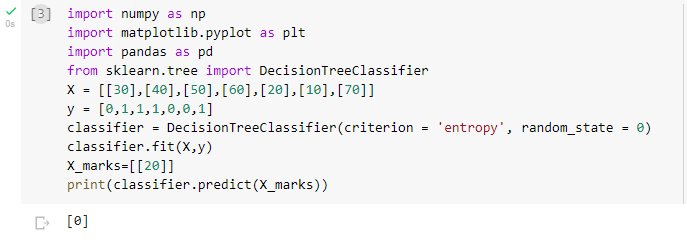 [3]
0s
import numpy as np
import matplotlib.pyplot as plt
import pandas as pd
from sklearn.tree import DecisionTreeClassifier
X = [[30],[40],[50],[60],[20],[10],[70]]
y = [0,1,1,1,0,0,1]
classifier = DecisionTreeClassifier(criterion = 'entropy', random_state = 0)
classifier.fit(X,y)
X_marks=[[20]]
print(classifier.predict(X_marks))
[0]